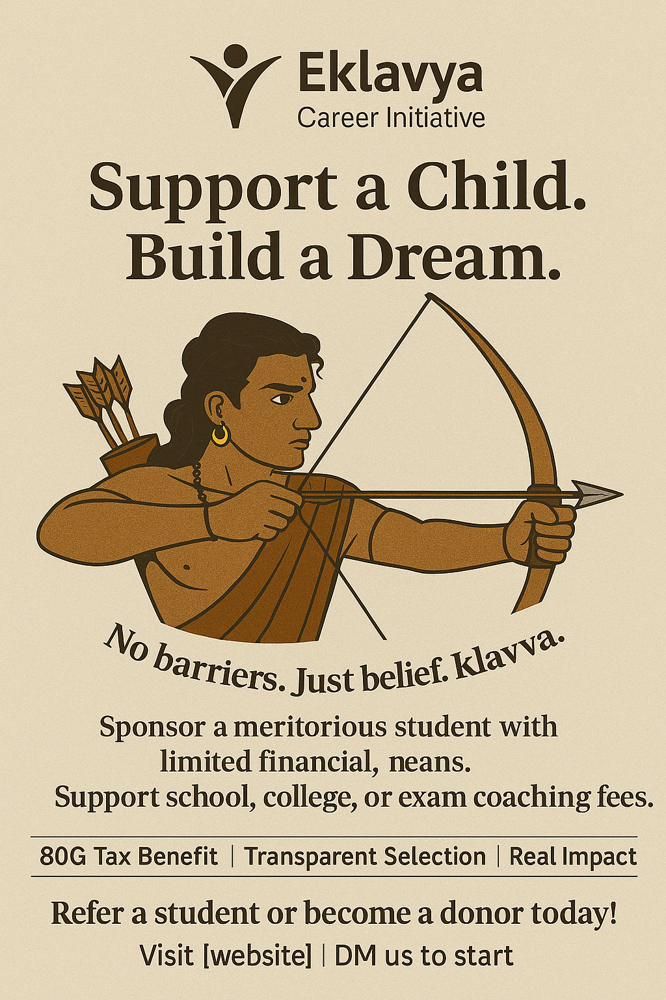 Eklavya
Career Initiative
Support a Child.
Build a Dream.
No barriers. Just belief. klavva.
Sponsor a meritorious student with
limited financial, neans.
Support school, college, or exam coaching fees.
80G Tax Benefit | Transparent Selection | Real Impact
Refer a student or become a donor today!
Visit [website] | DM us to start